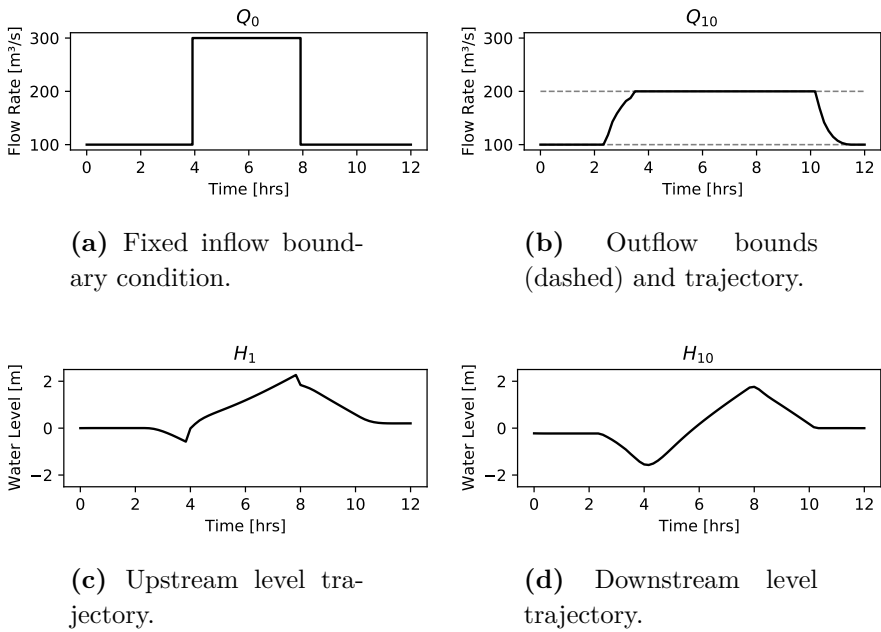 Q₀
Flow Rate [m³/s]
300
200
100
0 2 4 6 8 10 12
Time [hrs]
(a) Fixed inflow bound-
ary condition.
Q₁₀
Flow Rate [m³/s]
300
200
100
0 2 4 6 8 10 12
Time [hrs]
(b) Outflow bounds
(dashed) and trajectory.
H₁
Water Level [m]
2
0
−2
0 2 4 6 8 10 12
Time [hrs]
(c) Upstream level tra-
jectory.
H₁₀
Water Level [m]
2
0
−2
0 2 4 6 8 10 12
Time [hrs]
(d) Downstream level
trajectory.